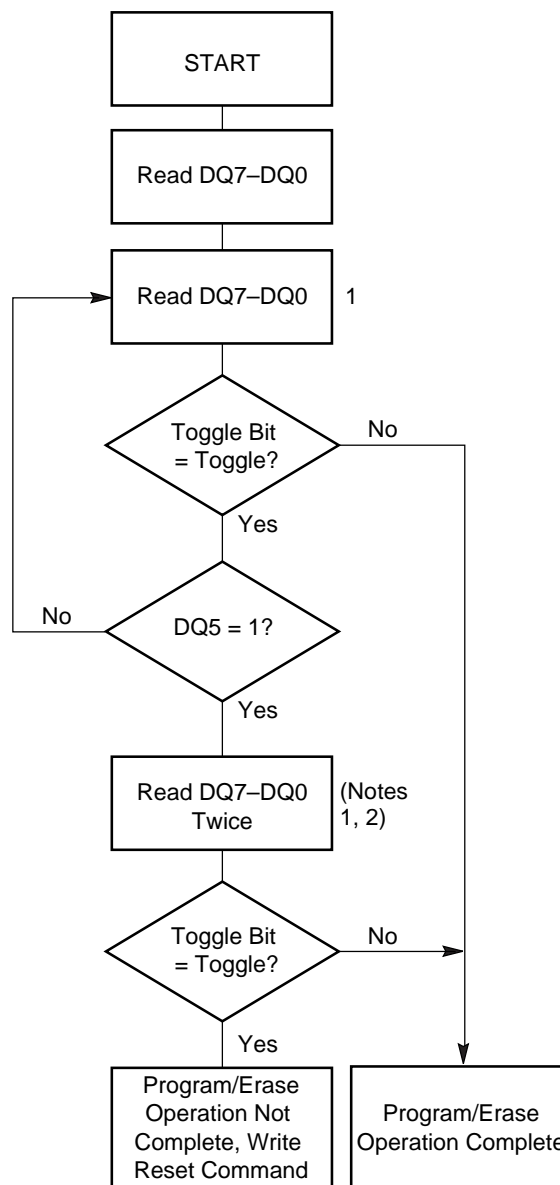 START
Read DQ7–DQ0
Read DQ7–DQ0
1
Toggle Bit
= Toggle?
No
Yes
No
DQ5 = 1?
Yes
Read DQ7–DQ0
Twice
(Notes
1, 2)
Toggle Bit
= Toggle?
No
Yes
Program/Erase
Operation Not
Complete, Write
Reset Command
Program/Erase
Operation Complete